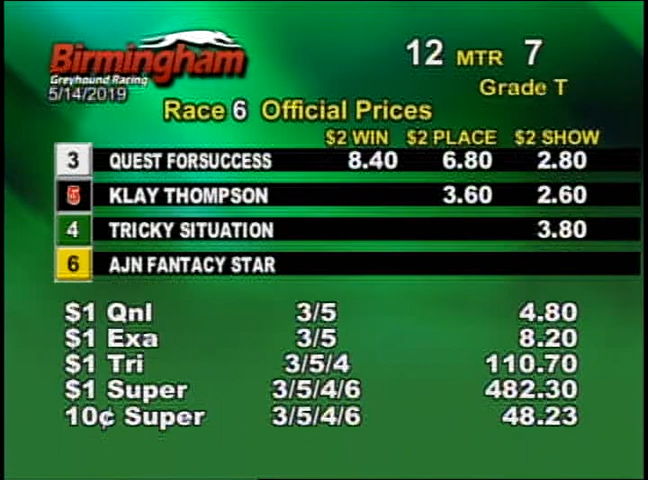 Birmingham
Greyhound Racing
5/14/2019
12 MTR 7
Grade T
Race 6 Official Prices
$2 WIN $2 PLACE $2 SHOW
3 QUEST FORSUCCESS 8.40 6.80 2.80
5 KLAY THOMPSON 3.60 2.60
4 TRICKY SITUATION 3.80
6 AJN FANTACY STAR
$1 Qnl 3/5 4.80
$1 Exa 3/5 8.20
$1 Tri 3/5/4 110.70
$1 Super 3/5/4/6 482.30
10¢ Super 3/5/4/6 48.23